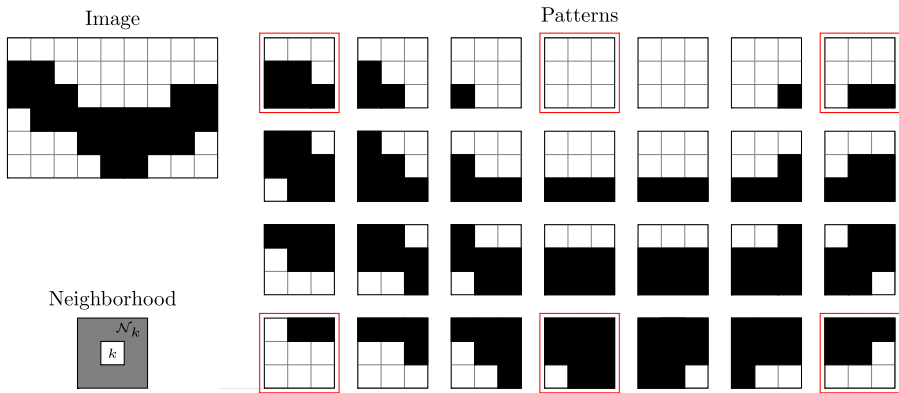 Image
Patterns
Neighborhood
𝒩ₖ
k